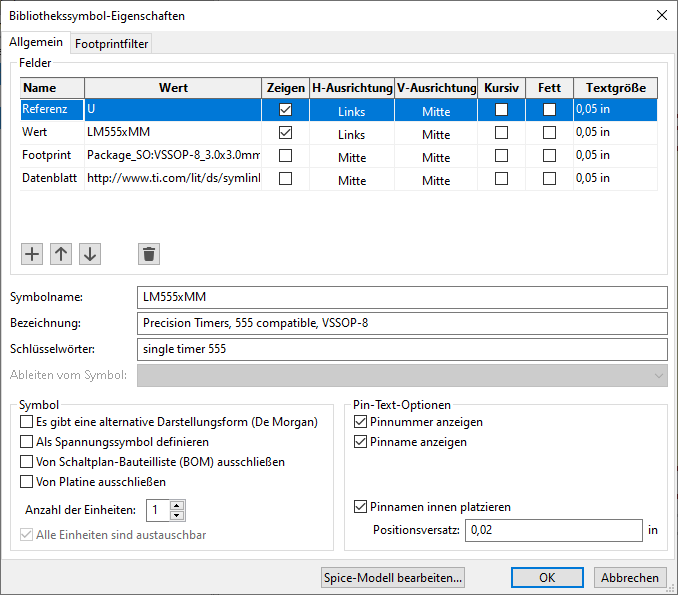 Bibliothekssymbol-Eigenschaften
Allgemein Footprintfilter
Felder
Name Wert Zeigen H-Ausrichtung V-Ausrichtung Kursiv Fett Textgröße
Referenz U Links Mitte 0,05 in
Wert LM555xMM Links Mitte 0,05 in
Footprint Package_SO:VSSOP-8_3.0x3.0mm Mitte Mitte 0,05 in
Datenblatt http://www.ti.com/lit/ds/symlink Mitte Mitte 0,05 in
Symbolname: LM555xMM
Bezeichnung: Precision Timers, 555 compatible, VSSOP-8
Schlüsselwörter: single timer 555
Ableiten vom Symbol:
Symbol
Es gibt eine alternative Darstellungsform (De Morgan)
Als Spannungssymbol definieren
Von Schaltplan-Bauteilliste (BOM) ausschließen
Von Platine ausschließen
Anzahl der Einheiten: 1
Alle Einheiten sind austauschbar
Pin-Text-Optionen
Pinnummer anzeigen
Pinname anzeigen
Pinnamen innen platzieren
Positionsversatz: 0,02 in
Spice-Modell bearbeiten... OK Abbrechen